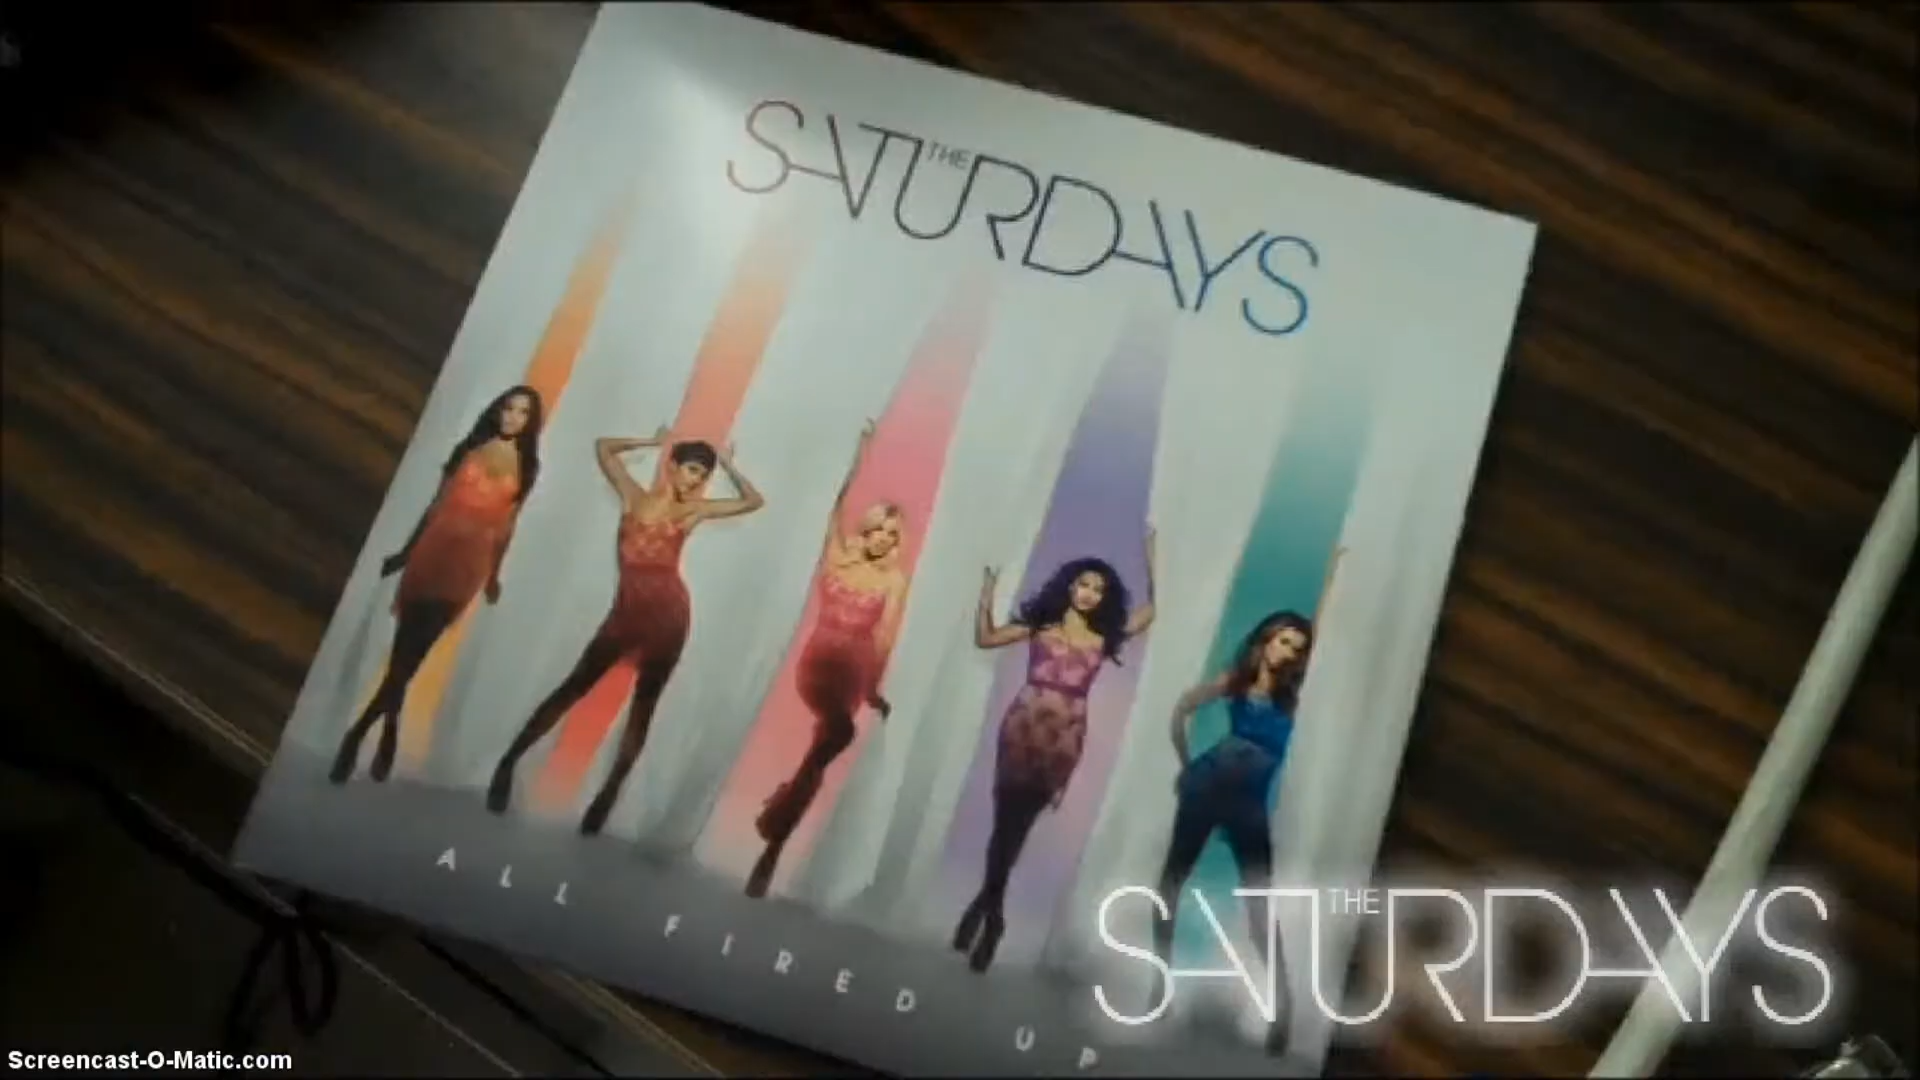 THE
SATURDAYS
ALL FIRED UP
THE
SATURDAYS
Screencast-O-Matic.com